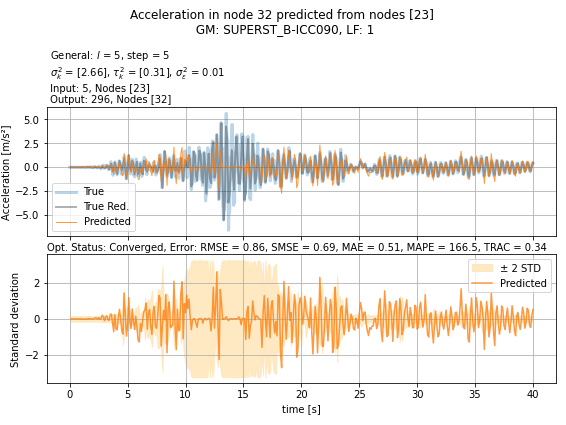 Acceleration in node 32 predicted from nodes [23]
GM: SUPERST_B-ICC090, LF: 1
General: l = 5, step = 5
σ²ₖ = [2.66], τ²ₖ = [0.31], σ²ε = 0.01
Input: 5, Nodes [23]
Output: 296, Nodes [32]
Acceleration [m/s²]
5.0
2.5
0.0
−2.5
−5.0
True
True Red.
Predicted
Opt. Status: Converged, Error: RMSE = 0.86, SMSE = 0.69, MAE = 0.51, MAPE = 166.5, TRAC = 0.34
Standard deviation
2
0
−2
± 2 STD
Predicted
0 5 10 15 20 25 30 35 40
time [s]